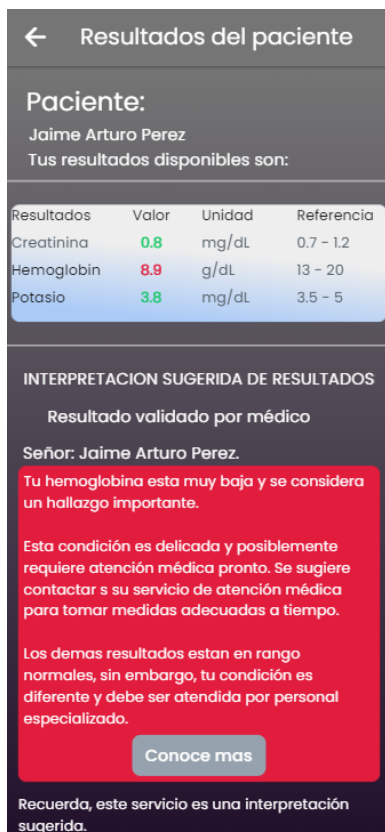 Resultados del paciente
Paciente:
Jaime Arturo Perez
Tus resultados disponibles son:
Resultados Valor Unidad Referencia
Creatinina 0.8 mg/dL 0.7 - 1.2
Hemoglobin 8.9 g/dL 13 - 20
Potasio 3.8 mg/dL 3.5 - 5
INTERPRETACION SUGERIDA DE RESULTADOS
Resultado validado por médico
Señor: Jaime Arturo Perez.
Tu hemoglobina esta muy baja y se considera
un hallazgo importante.
Esta condición es delicada y posiblemente
requiere atención médica pronto. Se sugiere
contactar s su servicio de atención médica
para tomar medidas adecuadas a tiempo.
Los demas resultados estan en rango
normales, sin embargo, tu condición es
diferente y debe ser atendida por personal
especializado.
Conoce mas
Recuerda, este servicio es una interpretación
sugerida.